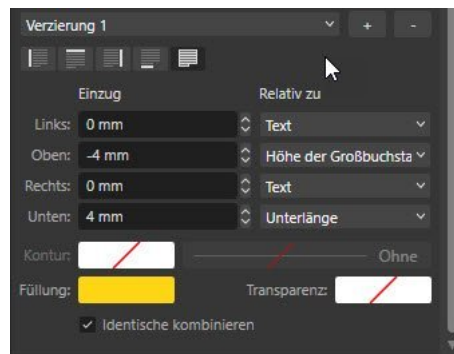 Verzierung 1 + -
Einzug Relativ zu
Links: 0 mm Text
Oben: -4 mm Höhe der Großbuchsta
Rechts: 0 mm Text
Unten: 4 mm Unterlänge
Kontur: Ohne
Füllung: Transparenz:
Identische kombinieren